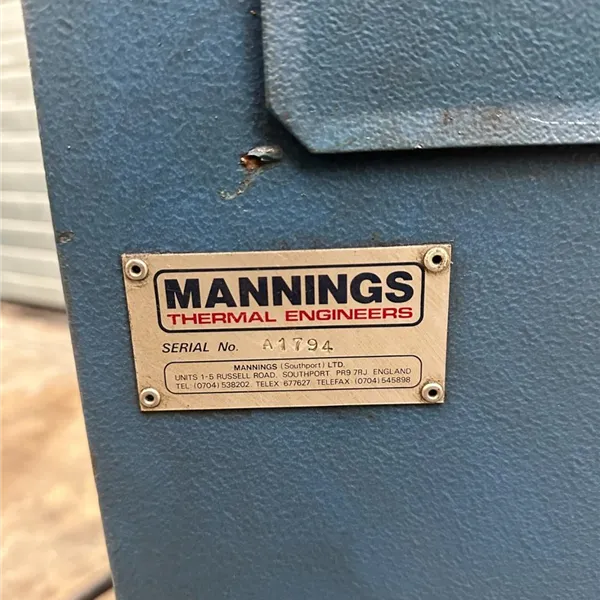 MANNINGS
THERMAL ENGINEERS
SERIAL No. A1794
MANNINGS (Southport) LTD.
UNITS 1-5 RUSSELL ROAD, SOUTHPORT. PR9 7RJ. ENGLAND
TEL: (0704) 538202. TELEX 677627. TELEFAX (0704) 545898